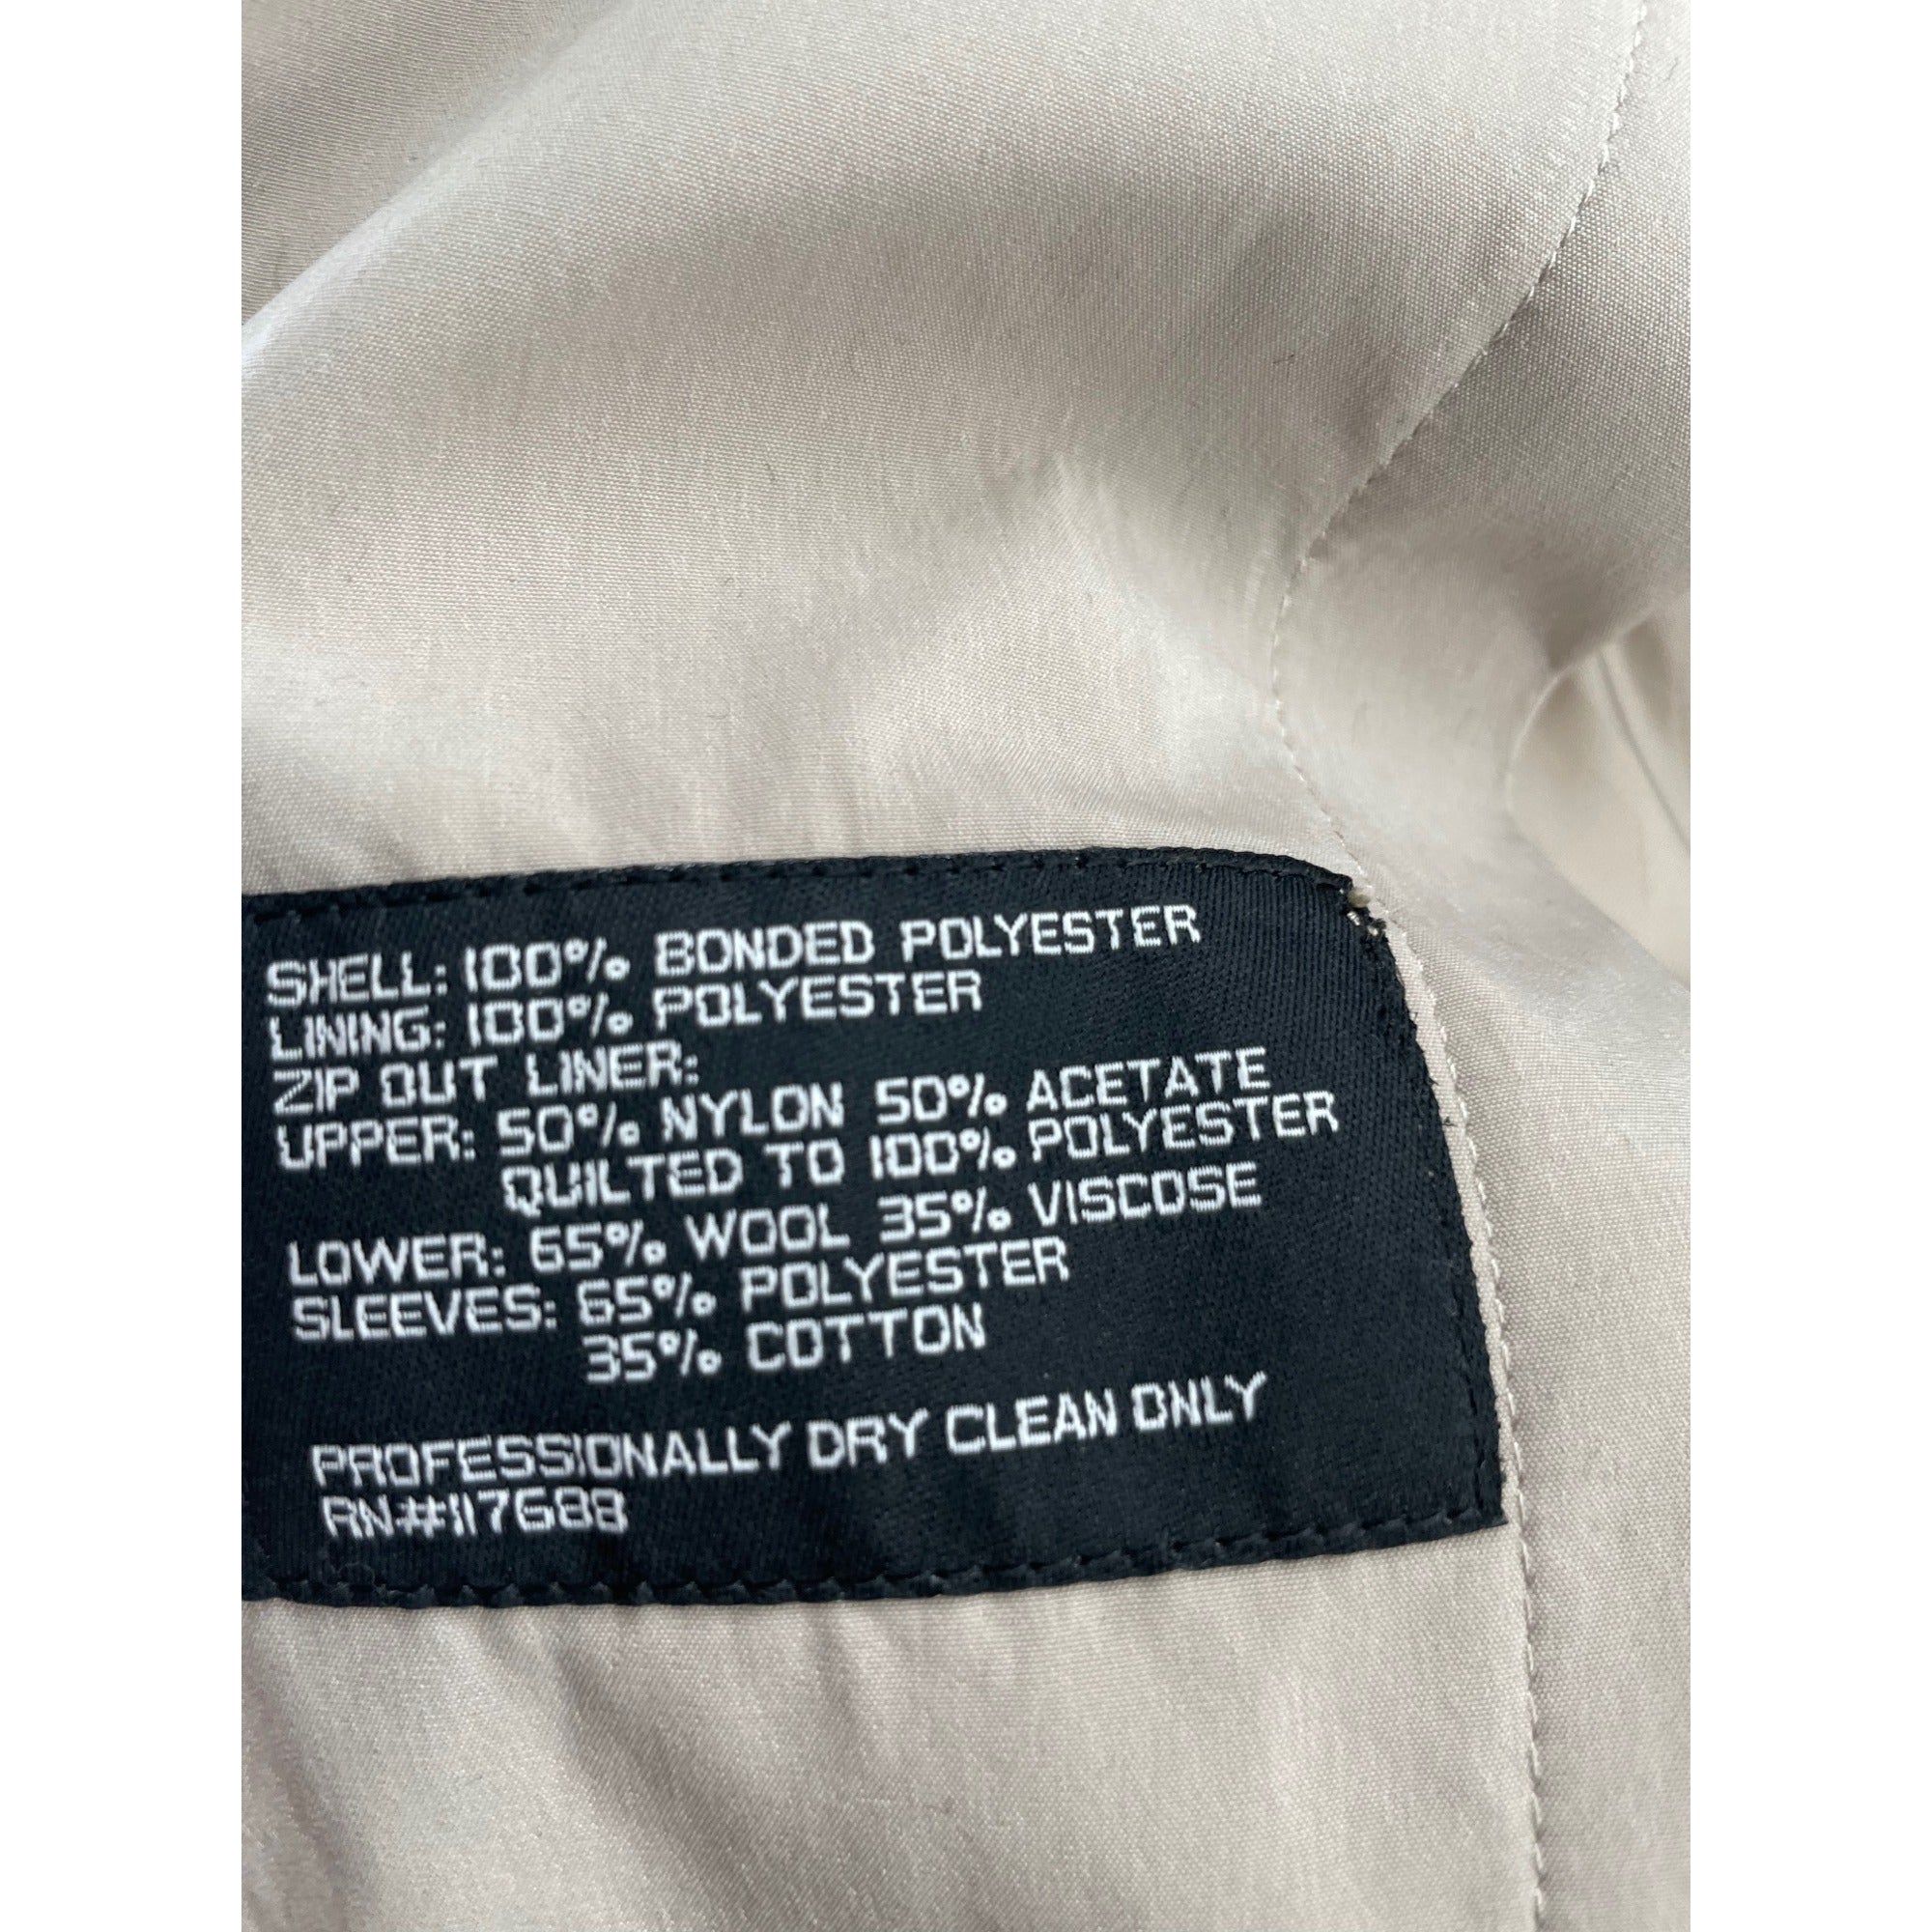 SHELL: 100% BONDED POLYESTER
LINING: 100% POLYESTER
ZIP OUT LINER:
UPPER: 50% NYLON 50% ACETATE
QUILTED TO 100% POLYESTER
LOWER: 65% WOOL 35% VISCOSE
SLEEVES: 65% POLYESTER
35% COTTON
PROFESSIONALLY DRY CLEAN ONLY
RN#117688